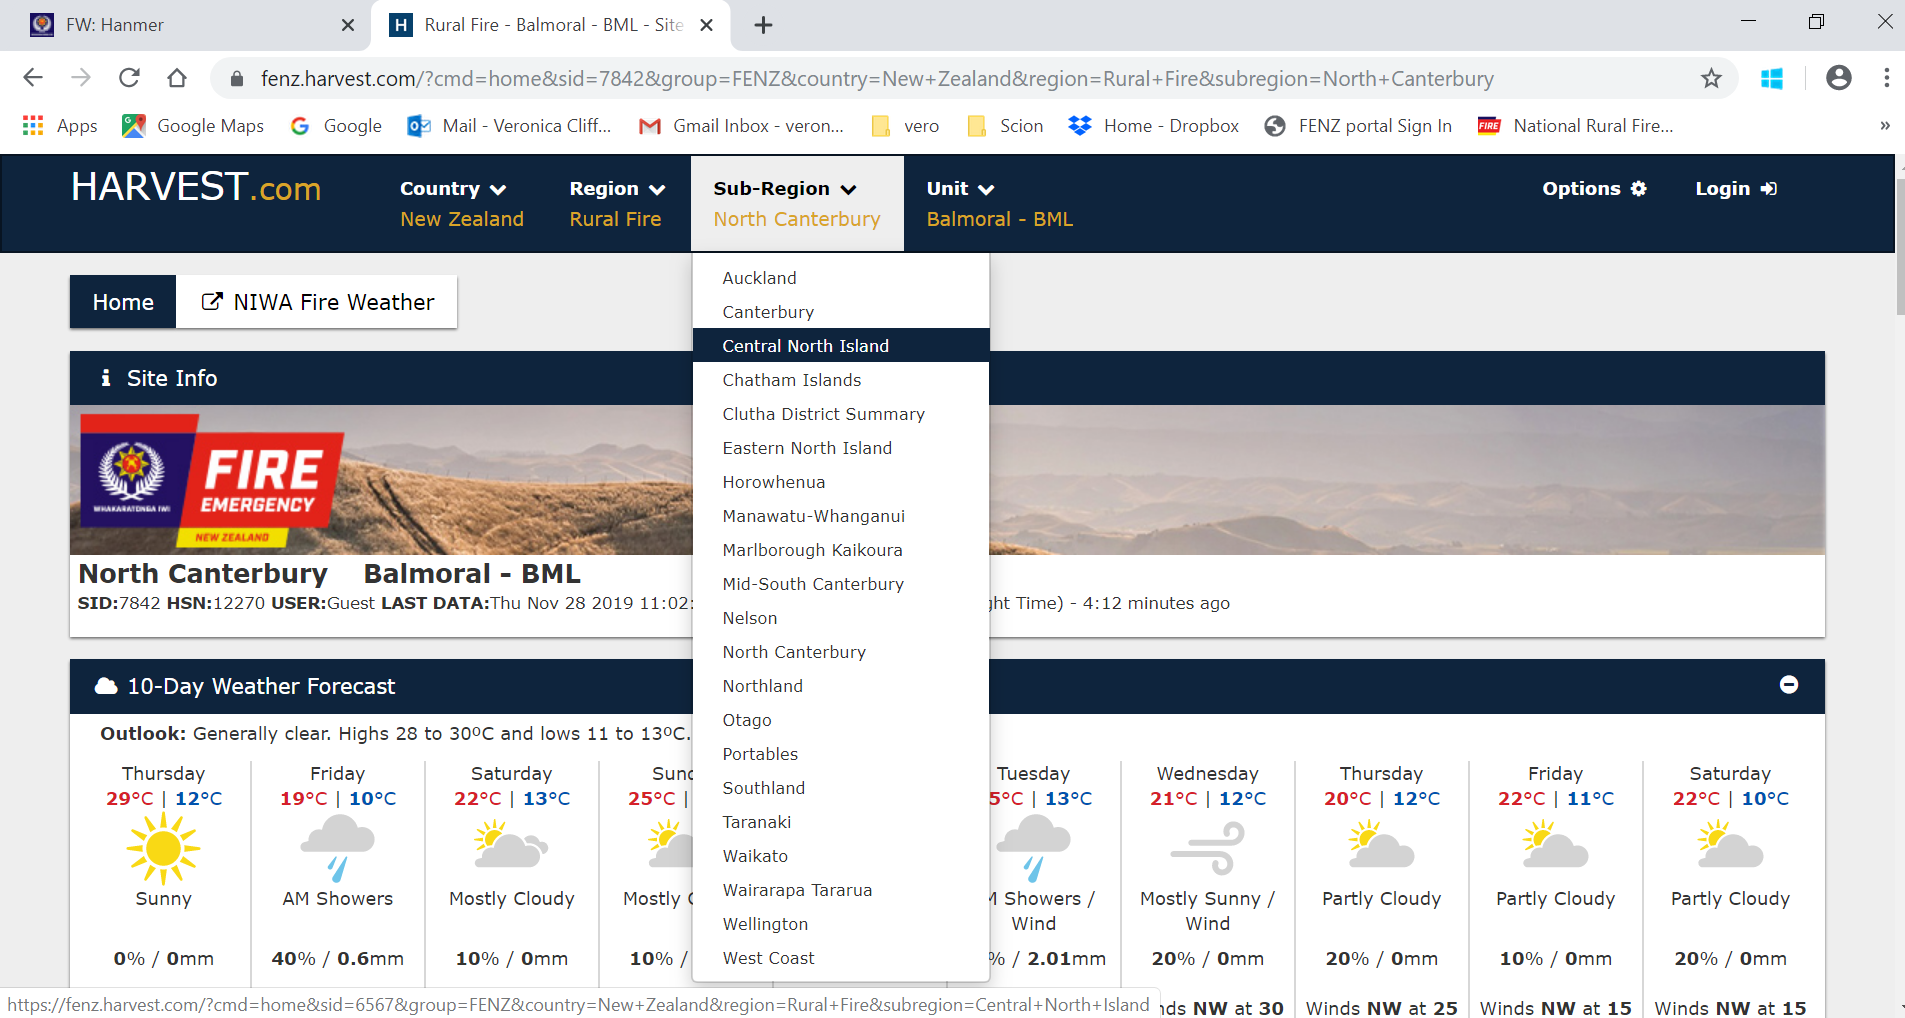 FW: Hanmer
Rural Fire - Balmoral - BML - Site
fenz.harvest.com/?cmd=home&sid=7842&group=FENZ&country=New+Zealand&region=Rural+Fire&subregion=North+Canterbury
Apps Google Maps Google Mail - Veronica Cliff... Gmail Inbox - veron... vero Scion Home - Dropbox FENZ portal Sign In FIRE National Rural Fire... »
HARVEST.com
Country Region Sub-Region Unit Options Login
New Zealand Rural Fire North Canterbury Balmoral - BML
Home NIWA Fire Weather
Auckland
Canterbury
Central North Island
Chatham Islands
Clutha District Summary
Eastern North Island
Horowhenua
Manawatu-Whanganui
Marlborough Kaikoura
Mid-South Canterbury
Nelson
North Canterbury
Northland
Otago
Portables
Southland
Taranaki
Waikato
Wairarapa Tararua
Wellington
West Coast
Site Info
FIRE
EMERGENCY
NEW ZEALAND
WHAKARATONGA IWI
North Canterbury Balmoral - BML
SID:7842 HSN:12270 USER:Guest LAST DATA:Thu Nov 28 2019 11:02: ght Time) - 4:12 minutes ago
10-Day Weather Forecast
Outlook: Generally clear. Highs 28 to 30ºC and lows 11 to 13ºC.
Thursday Friday Saturday Sun Tuesday Wednesday Thursday Friday Saturday
29°C | 12°C 19°C | 10°C 22°C | 13°C 25°C | 5°C | 13°C 21°C | 12°C 20°C | 12°C 22°C | 11°C 22°C | 10°C
Sunny AM Showers Mostly Cloudy Mostly M Showers / Wind Mostly Sunny / Wind Partly Cloudy Partly Cloudy Partly Cloudy
0% / 0mm 40% / 0.6mm 10% / 0mm 10% / % / 2.01mm 20% / 0mm 20% / 0mm 10% / 0mm 20% / 0mm
nds NW at 30 Winds NW at 25 Winds NW at 15 Winds NW at 15
https://fenz.harvest.com/?cmd=home&sid=6567&group=FENZ&country=New+Zealand&region=Rural+Fire&subregion=Central+North+Island